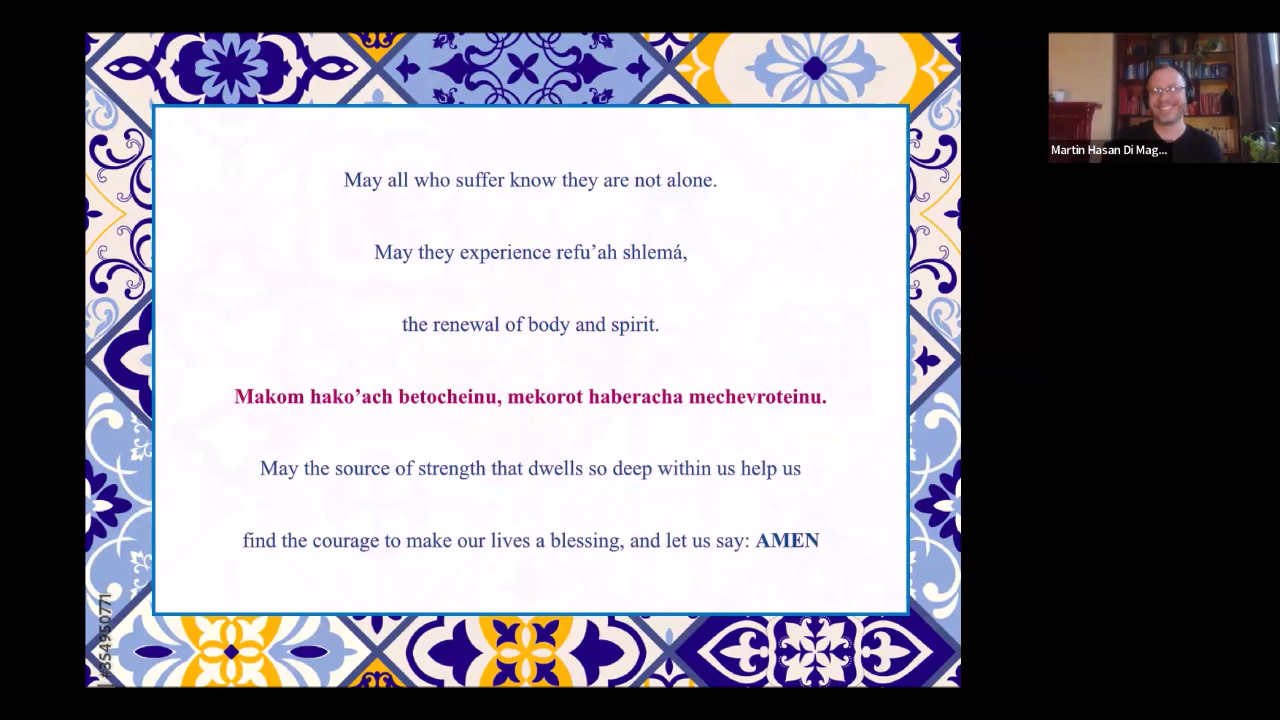 May all who suffer know they are not alone.
May they experience refu’ah shlemá,
the renewal of body and spirit.
Makom hako’ach betocheinu, mekorot haberacha mechevroteinu.
May the source of strength that dwells so deep within us help us
find the courage to make our lives a blessing, and let us say: AMEN
Martin Hasan Di Mag...
#354950771